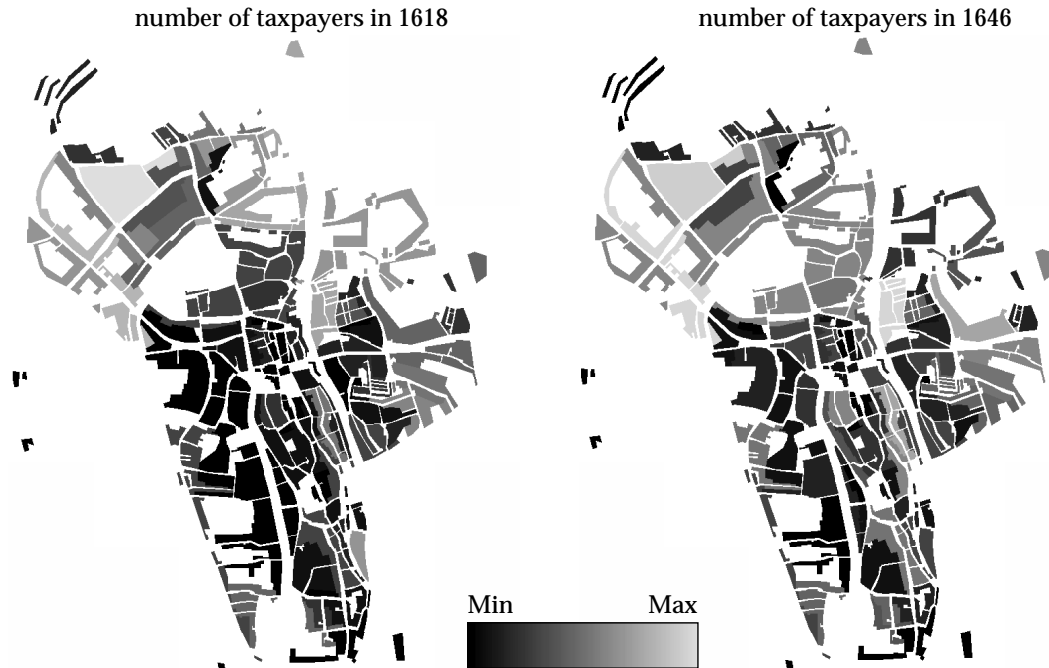 number of taxpayers in 1618
number of taxpayers in 1646
Min Max